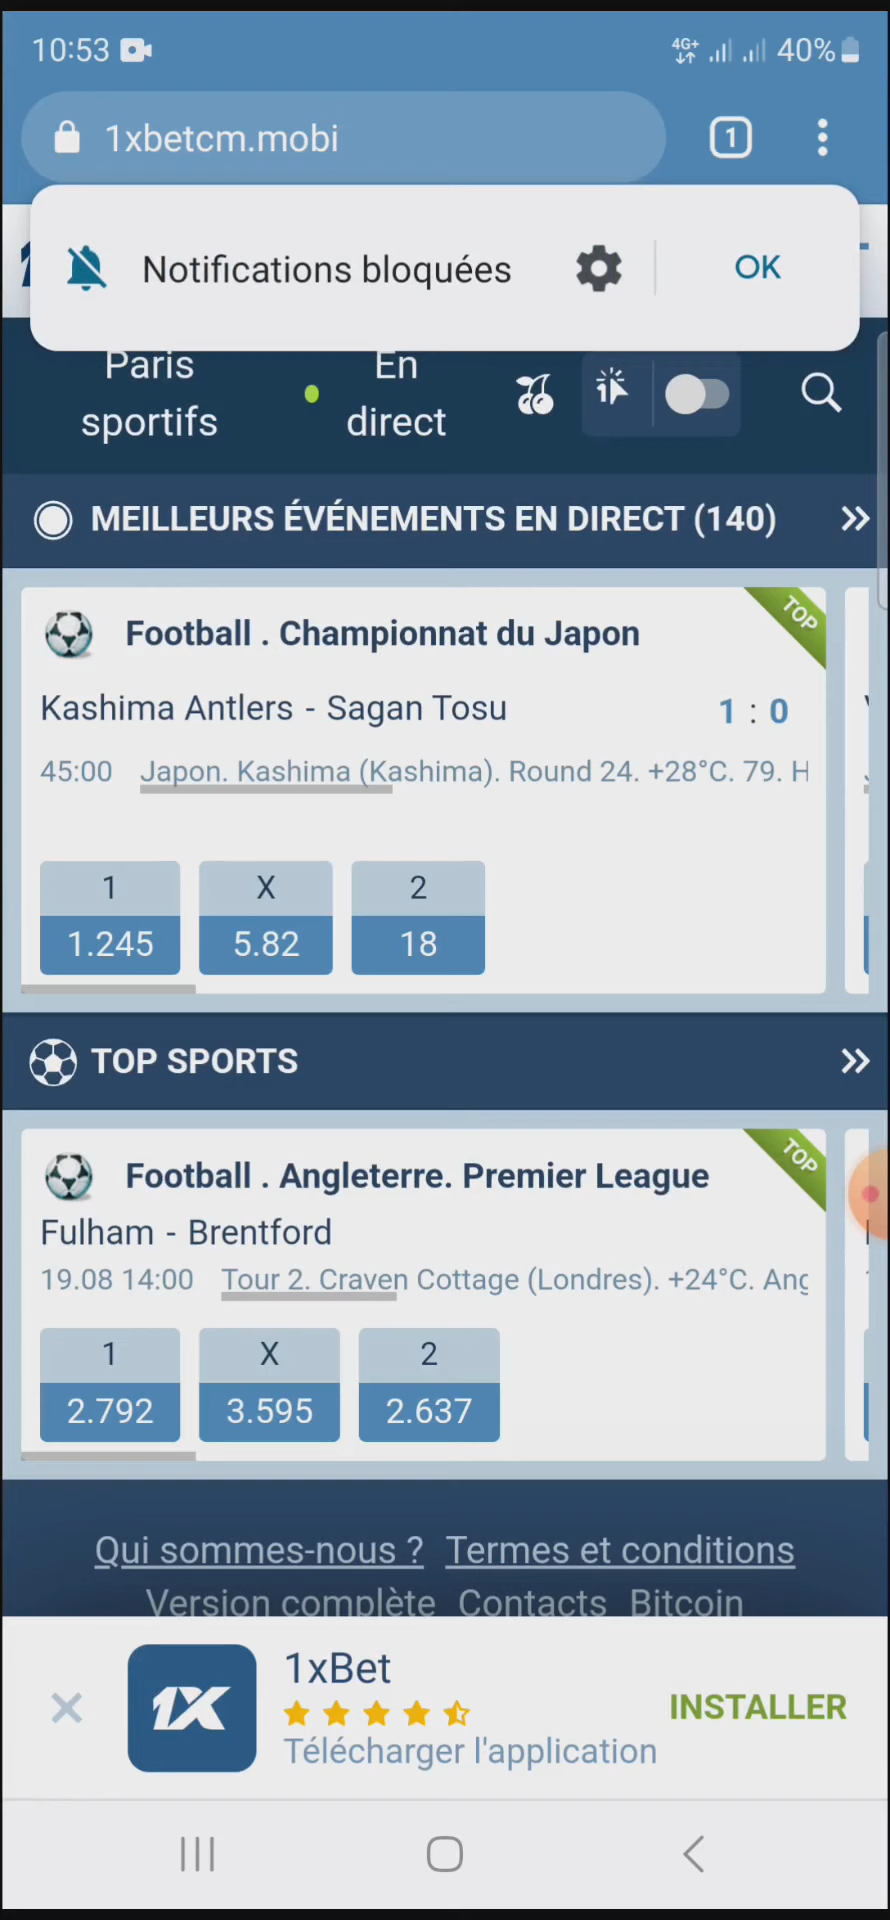 10:53 4G+ 40%
1xbetcm.mobi 1
Notifications bloquées OK
Paris sportifs
En direct
MEILLEURS ÉVÉNEMENTS EN DIRECT (140)
Football . Championnat du Japon TOP
Kashima Antlers - Sagan Tosu 1 : 0
45:00 Japon. Kashima (Kashima). Round 24. +28°C. 79. H
1 X 2
1.245 5.82 18
TOP SPORTS
Football . Angleterre. Premier League TOP
Fulham - Brentford
19.08 14:00 Tour 2. Craven Cottage (Londres). +24°C. Ang
1 X 2
2.792 3.595 2.637
Qui sommes-nous ? Termes et conditions
Version complète Contacts Bitcoin
1xBet
1X
INSTALLER
Télécharger l'application